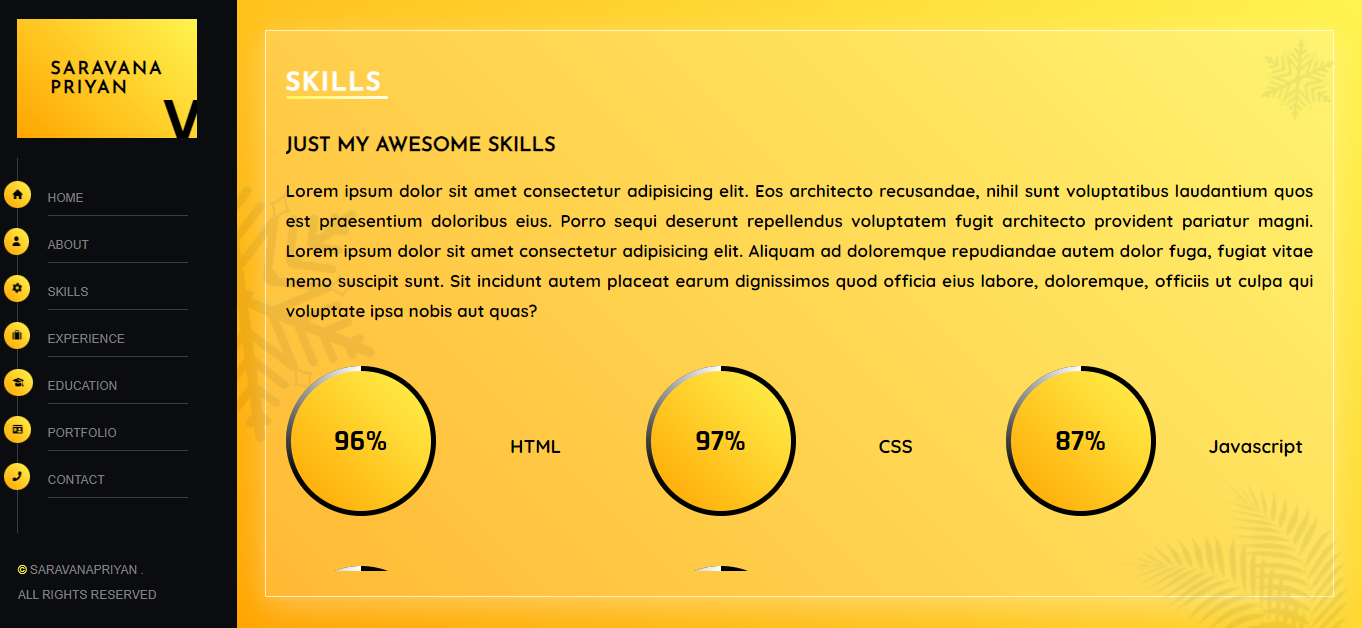 SARAVANA
PRIYAN
V
HOME
ABOUT
SKILLS
EXPERIENCE
EDUCATION
PORTFOLIO
CONTACT
© SARAVANAPRIYAN .
ALL RIGHTS RESERVED
SKILLS
JUST MY AWESOME SKILLS
Lorem ipsum dolor sit amet consectetur adipisicing elit. Eos architecto recusandae, nihil sunt voluptatibus laudantium quos
est praesentium doloribus eius. Porro sequi deserunt repellendus voluptatem fugit architecto provident pariatur magni.
Lorem ipsum dolor sit amet consectetur adipisicing elit. Aliquam ad doloremque repudiandae autem dolor fuga, fugiat vitae
nemo suscipit sunt. Sit incidunt autem placeat earum dignissimos quod officia eius labore, doloremque, officiis ut culpa qui
voluptate ipsa nobis aut quas?
96%
HTML
97%
CSS
87%
Javascript